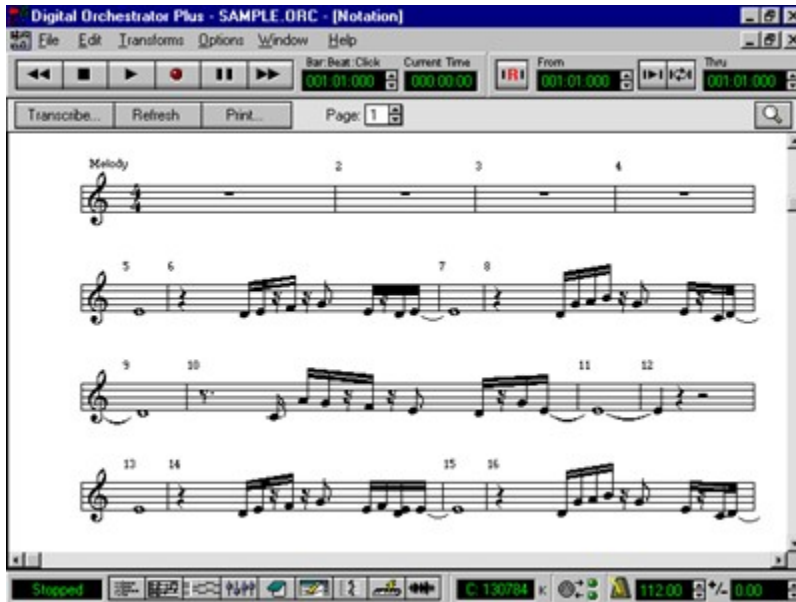 Digital Orchestrator Plus - SAMPLE.ORC - [Notation]
File Edit Transforms Options Window Help
Bar:Beat:Click Current Time From Thru
001:01:000 000:00:00 R 001:01:000 001:01:000
Transcribe... Refresh Print... Page: 1
Melody 2 3 4
4
4
5 6 7 8
9 10 11 12
13 14 15 16
Stopped C: 130784 K 112.00 +/- 0.00